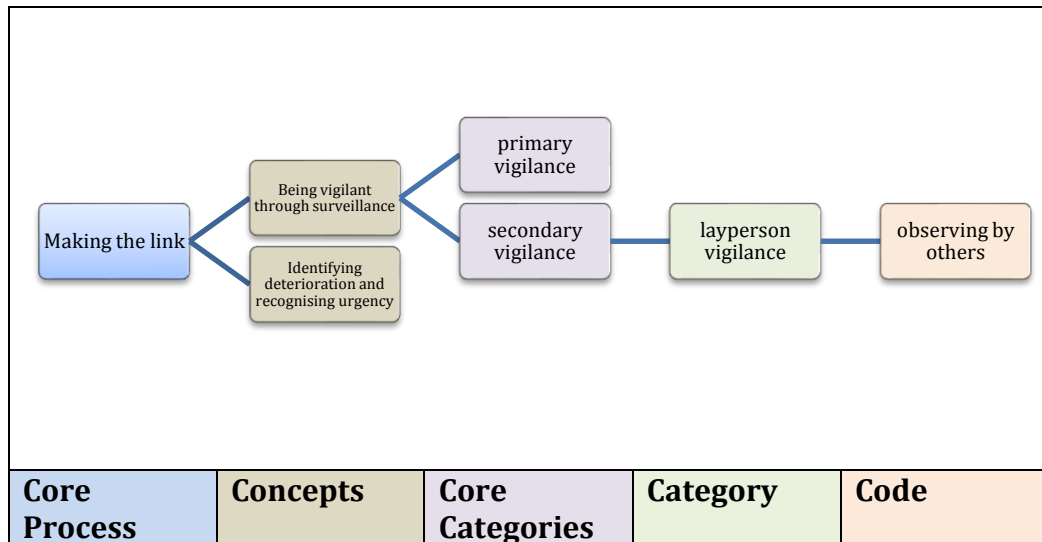 primary
vigilance
Being vigilant
through surveillance
Making the link
secondary
vigilance
layperson
vigilance
observing by
others
Identifying
deterioration and
recognising urgency
Core
Process
Concepts
Core
Categories
Category
Code